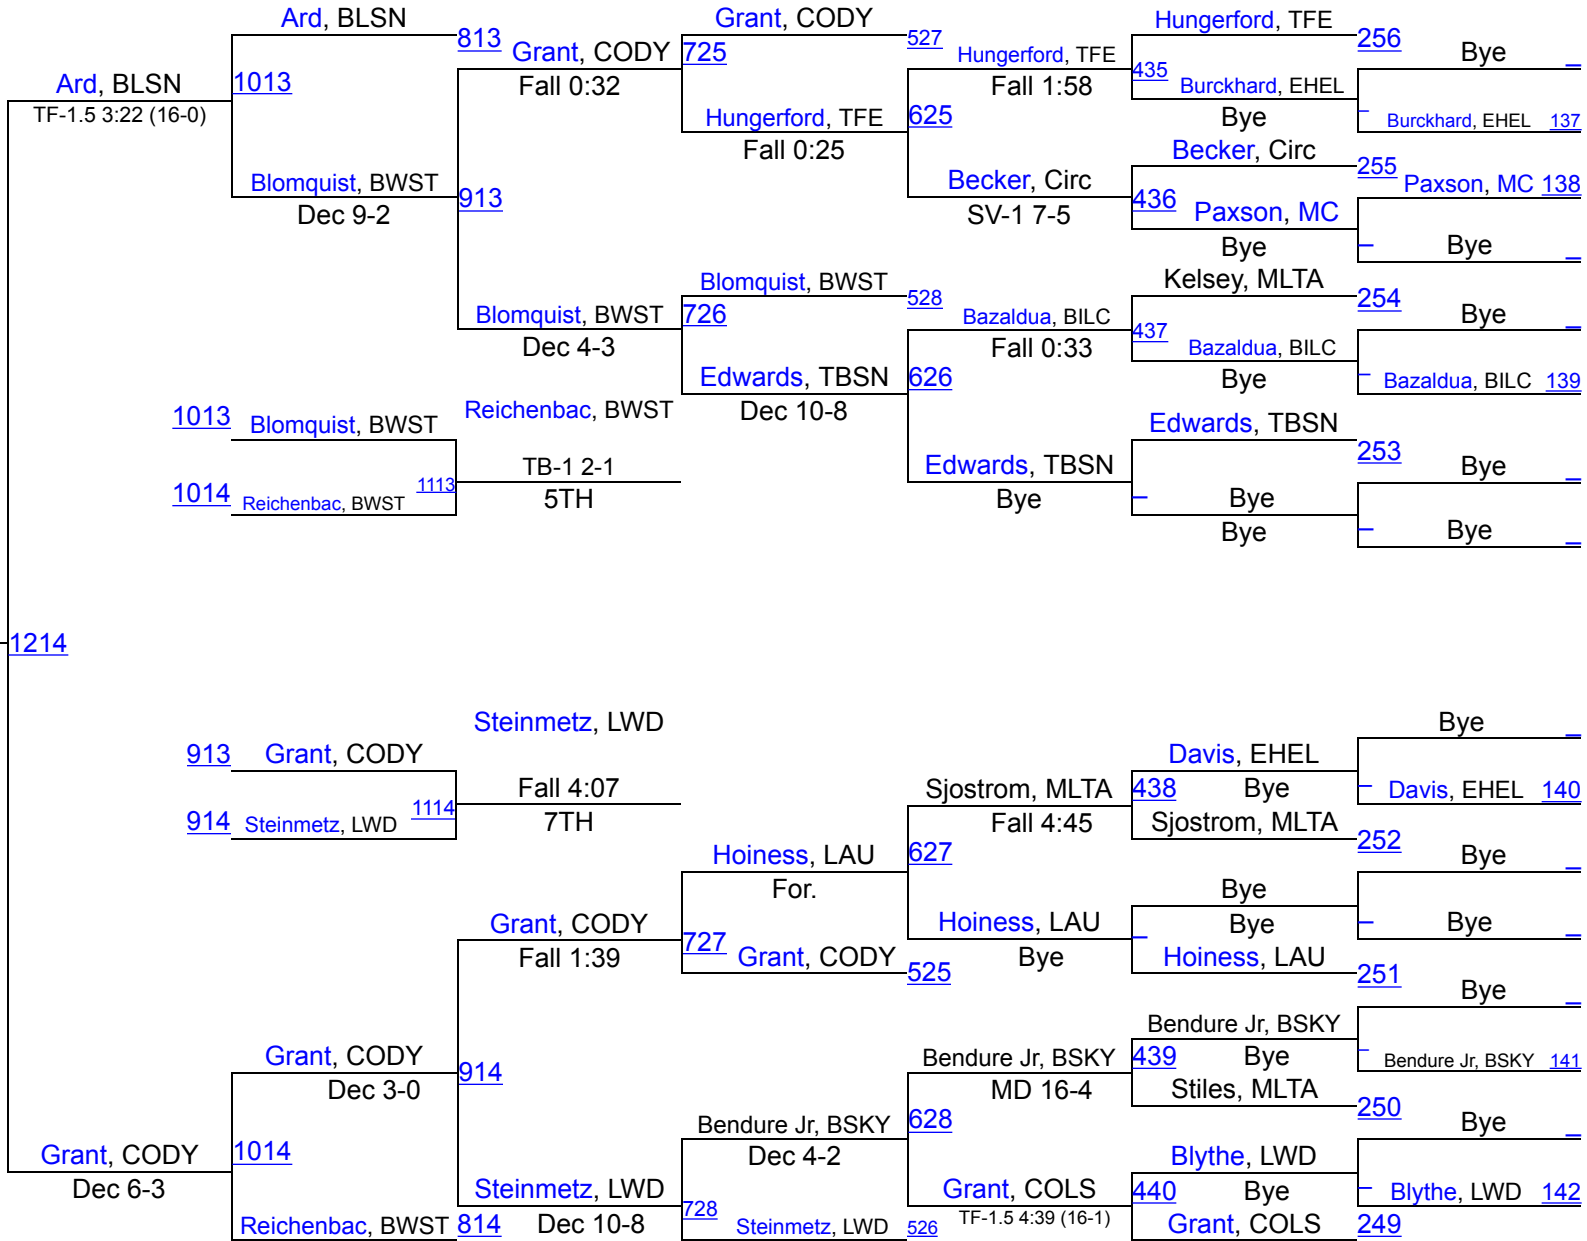 Ard, BLSN
Grant, CODY
Hungerford, TFE
813
527
256
Bye
Grant, CODY
725
Hungerford, TFE
435
Ard, BLSN
1013
Fall 0:32
Fall 1:58
Burckhard, EHEL
TF-1.5 3:22 (16-0)
Hungerford, TFE
625
Bye
Burckhard, EHEL 137
Fall 0:25
Becker, Circ
255
Blomquist, BWST
913
Becker, Circ
436
Paxson, MC 138
Dec 9-2
SV-1 7-5
Paxson, MC
Bye
Bye
Blomquist, BWST
528
Kelsey, MLTA
254
Blomquist, BWST
726
Bazaldua, BILC
437
Bye
Dec 4-3
Fall 0:33
Bazaldua, BILC
Edwards, TBSN
626
Bye
Bazaldua, BILC 139
1013
Blomquist, BWST
Reichenbac, BWST
Dec 10-8
Edwards, TBSN
253
TB-1 2-1
Edwards, TBSN
Bye
1014
Reichenbac, BWST
1113
5TH
Bye
Bye
Bye
Bye
1214
Steinmetz, LWD
Bye
913
Grant, CODY
Davis, EHEL
Fall 4:07
Sjostrom, MLTA
438
Bye
Davis, EHEL 140
914
Steinmetz, LWD
1114
7TH
Fall 4:45
Sjostrom, MLTA
252
Hoiness, LAU
627
Bye
For.
Bye
Grant, CODY
727
Hoiness, LAU
Bye
Bye
Fall 1:39
Grant, CODY
525
Bye
Hoiness, LAU
251
Bye
Bendure Jr, BSKY
Grant, CODY
914
Bendure Jr, BSKY
439
Bye
Bendure Jr, BSKY 141
Dec 3-0
MD 16-4
Stiles, MLTA
250
Bendure Jr, BSKY
628
Bye
Grant, CODY
1014
Dec 4-2
Blythe, LWD
Dec 6-3
Steinmetz, LWD
728
Grant, COLS
440
Bye
Blythe, LWD 142
Reichenbac, BWST
814
Dec 10-8
Steinmetz, LWD
526
TF-1.5 4:39 (16-1)
Grant, COLS
249